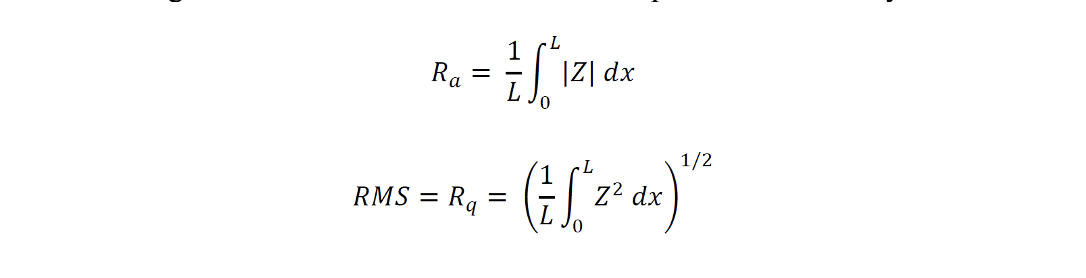 R_a = \frac{1}{L} \int_0^L |Z| \, dx
RMS = R_q = \left( \frac{1}{L} \int_0^L Z^2 \, dx \right)^{1/2}